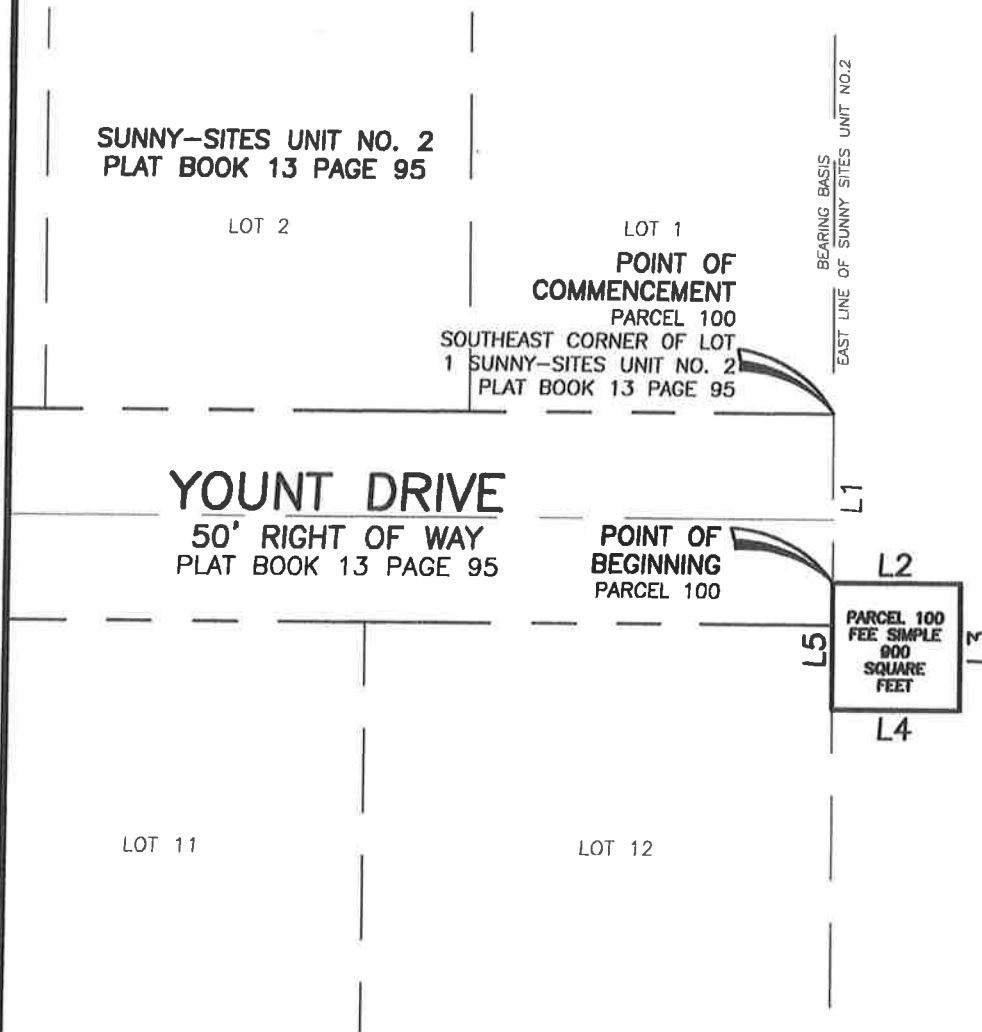 SUNNY-SITES UNIT NO. 2
PLAT BOOK 13 PAGE 95
LOT 2
LOT 1
BEARING BASIS
EAST LINE OF SUNNY SITES UNIT NO.2
POINT OF
COMMENCEMENT
PARCEL 100
SOUTHEAST CORNER OF LOT
1 SUNNY-SITES UNIT NO. 2
PLAT BOOK 13 PAGE 95
YOUNT DRIVE
50' RIGHT OF WAY
PLAT BOOK 13 PAGE 95
L1
POINT OF
BEGINNING
PARCEL 100
L2
L5
PARCEL 100
FEE SIMPLE
900
SQUARE
FEET
L4
LOT 11
LOT 12